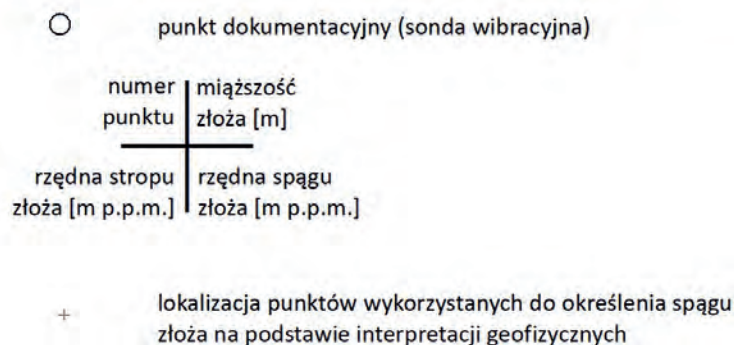 punkt dokumentacyjny (sonda wibracyjna)
numer punktu
miąższość złoża [m]
rzędna stropu złoża [m p.p.m.]
rzędna spągu złoża [m p.p.m.]
lokalizacja punktów wykorzystanych do określenia spągu
złoża na podstawie interpretacji geofizycznych